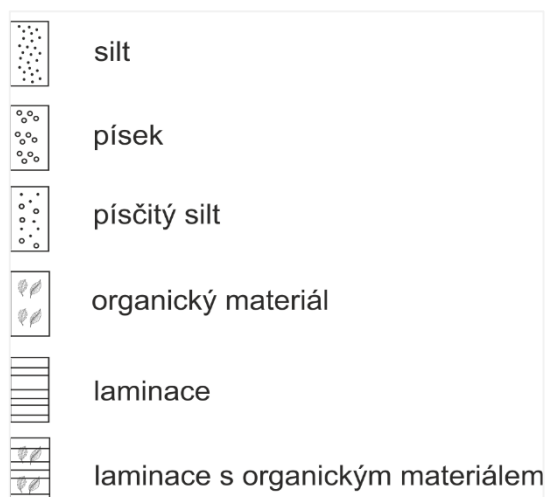 silt
písek
písčitý silt
organický materiál
laminace
laminace s organickým materiálem